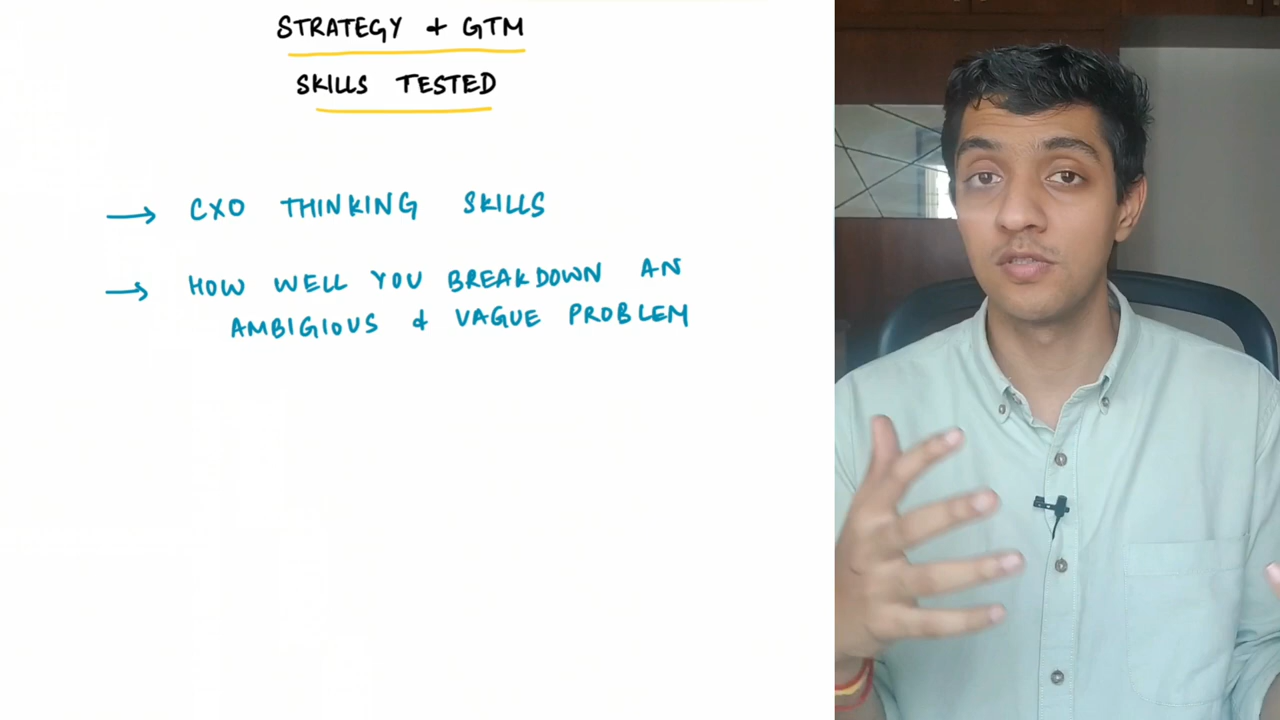 STRATEGY & GTM
SKILLS TESTED
→ CXO THINKING SKILLS
→ HOW WELL YOU BREAKDOWN AN
AMBIGIOUS & VAGUE PROBLEM